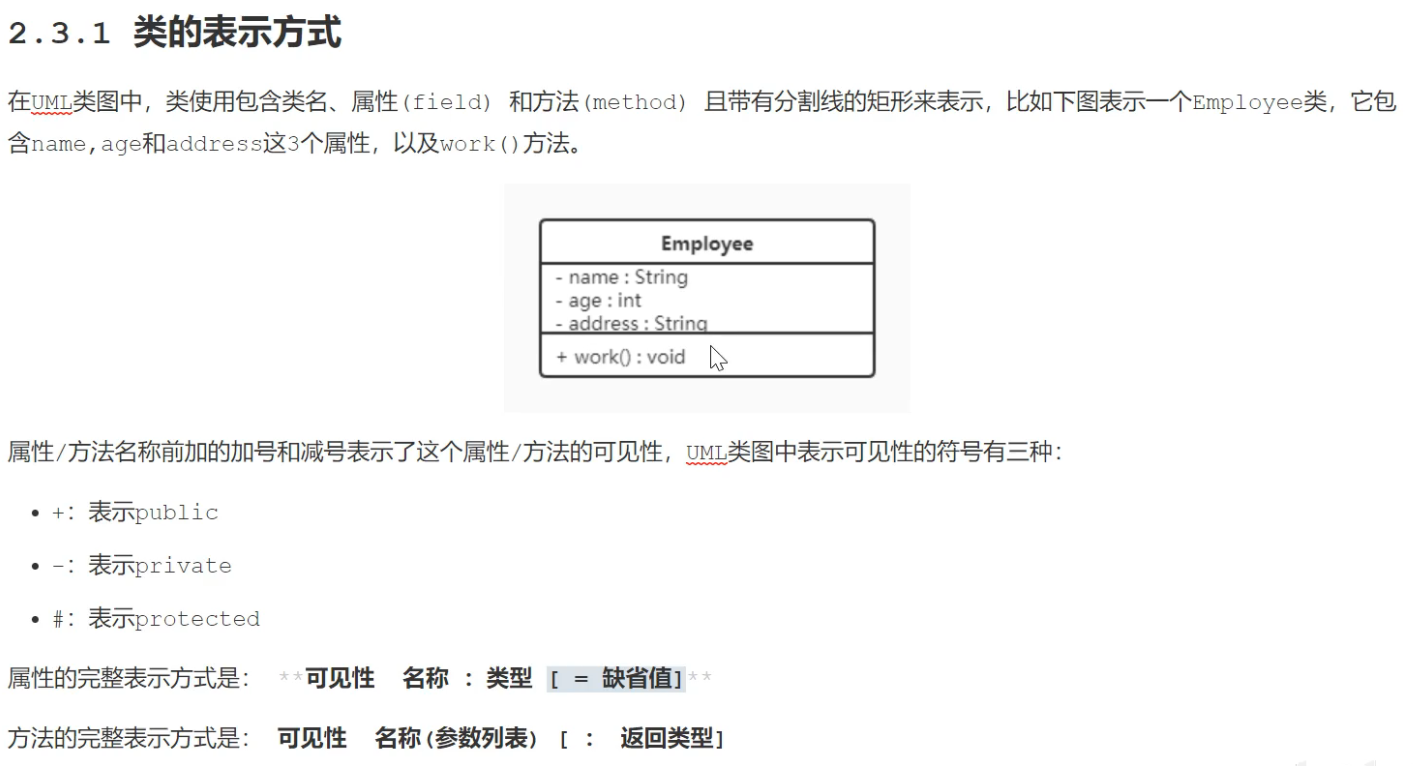 2.3.1 类的表示方式
在UML类图中，类使用包含类名、属性(field) 和方法(method) 且带有分割线的矩形来表示，比如下图表示一个Employee类，它包
含name,age和address这3个属性，以及work()方法。
Employee
- name : String
- age : int
- address : String
+ work() : void
属性/方法名称前加的加号和减号表示了这个属性/方法的可见性，UML类图中表示可见性的符号有三种：
• +：表示public
• -：表示private
• #：表示protected
属性的完整表示方式是： **可见性 名称 ：类型 [ = 缺省值]**
方法的完整表示方式是： 可见性 名称(参数列表) [ ： 返回类型]